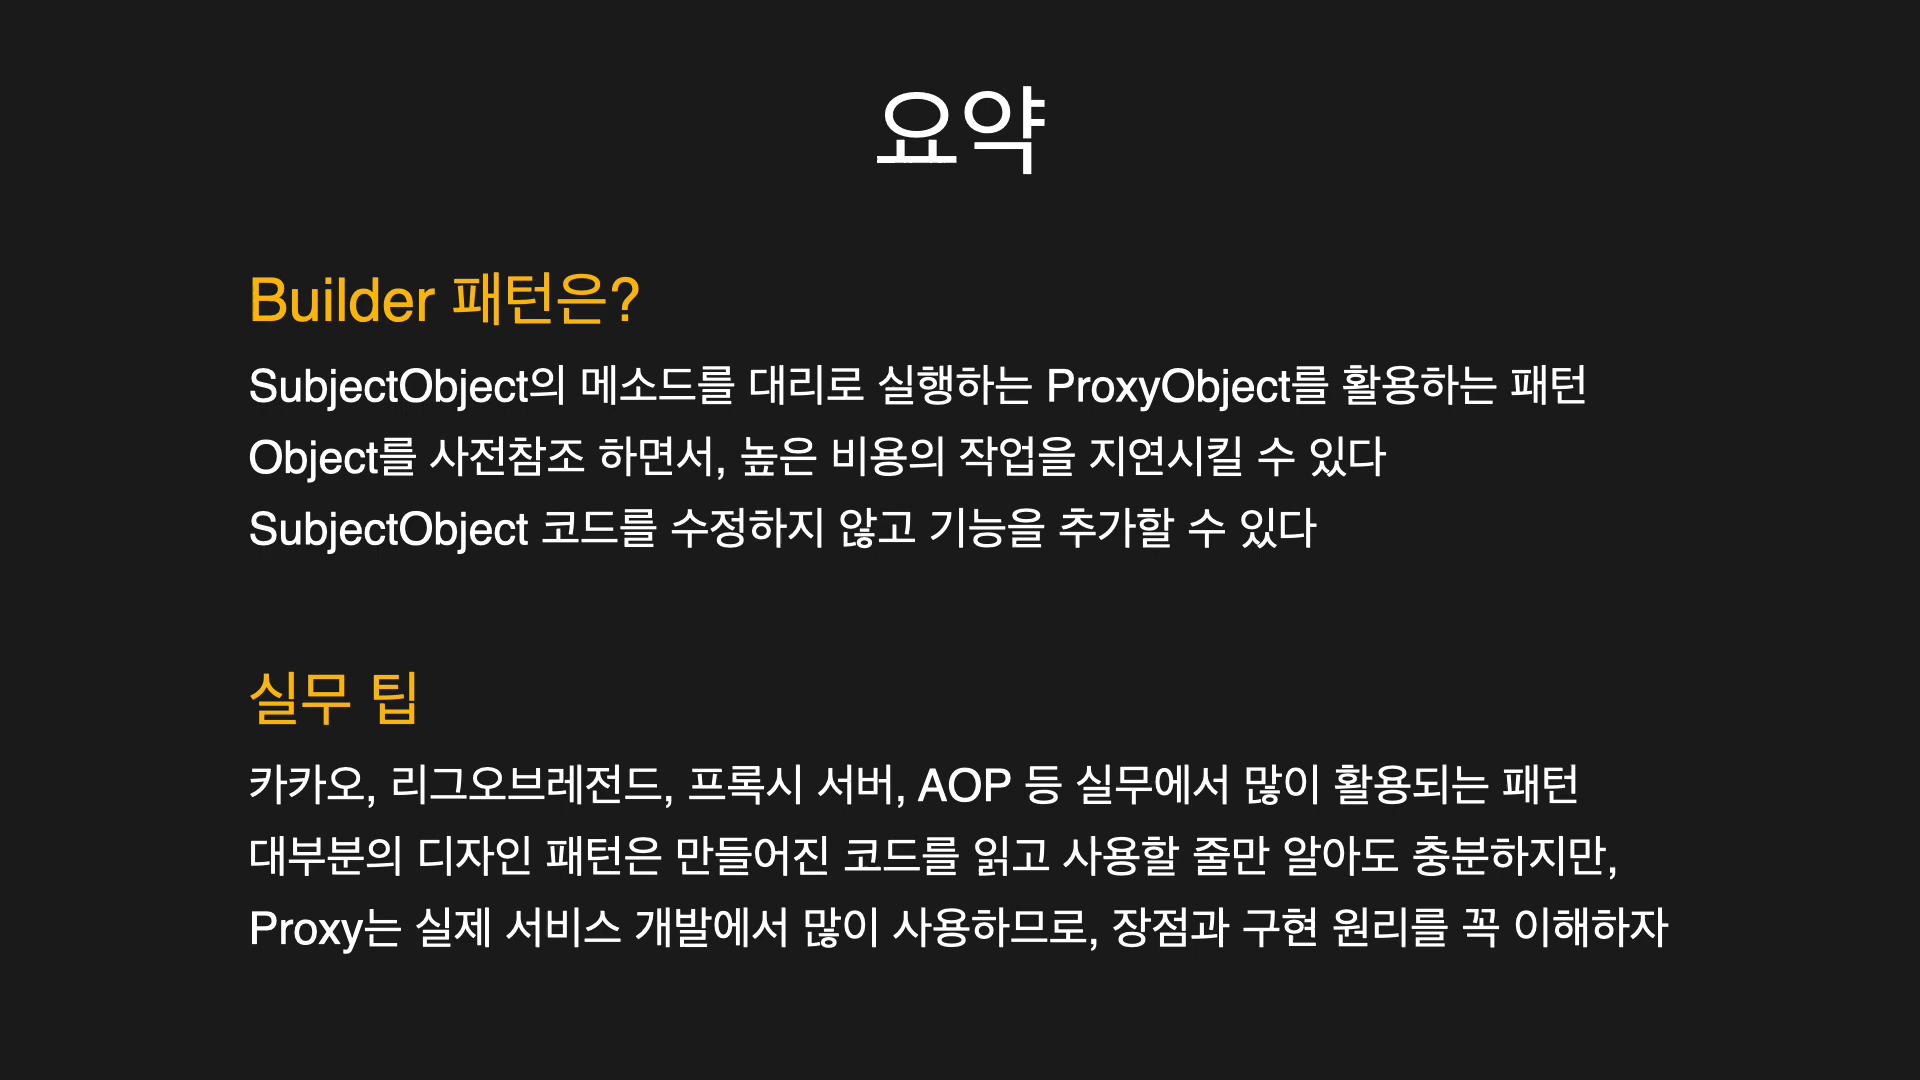 요약
Builder 패턴은?
SubjectObject의 메소드를 대리로 실행하는 ProxyObject를 활용하는 패턴
Object를 사전참조 하면서, 높은 비용의 작업을 지연시킬 수 있다
SubjectObject 코드를 수정하지 않고 기능을 추가할 수 있다
실무 팁
카카오, 리그오브레전드, 프록시 서버, AOP 등 실무에서 많이 활용되는 패턴
대부분의 디자인 패턴은 만들어진 코드를 읽고 사용할 줄만 알아도 충분하지만,
Proxy는 실제 서비스 개발에서 많이 사용하므로, 장점과 구현 원리를 꼭 이해하자